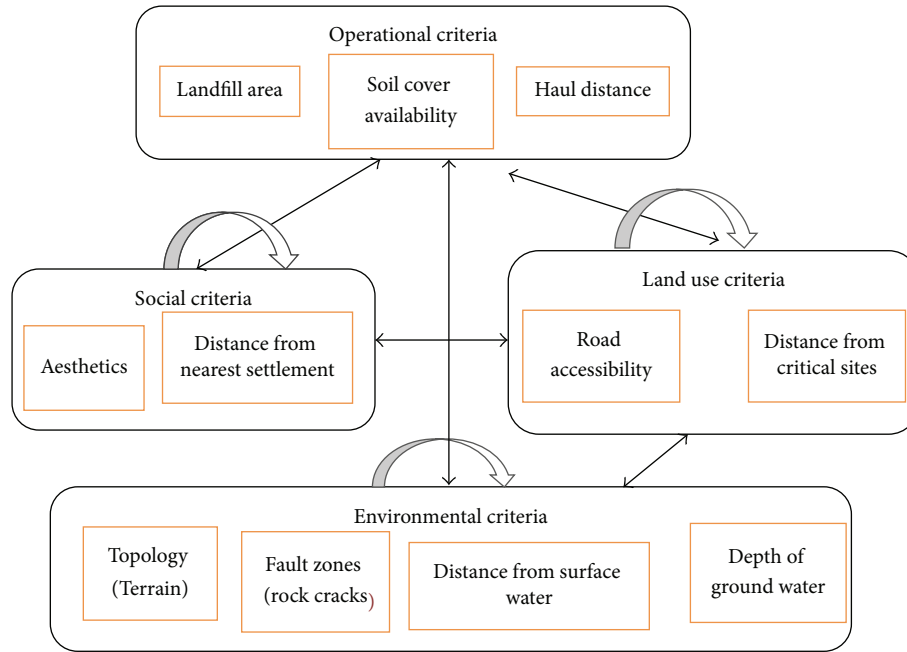 Operational criteria
Landfill area
Soil cover
availability
Haul distance
Social criteria
Aesthetics
Distance from
nearest settlement
Land use criteria
Road
accessibility
Distance from
critical sites
Environmental criteria
Topology
(Terrain)
Fault zones
(rock cracks)
Distance from surface
water
Depth of
ground water